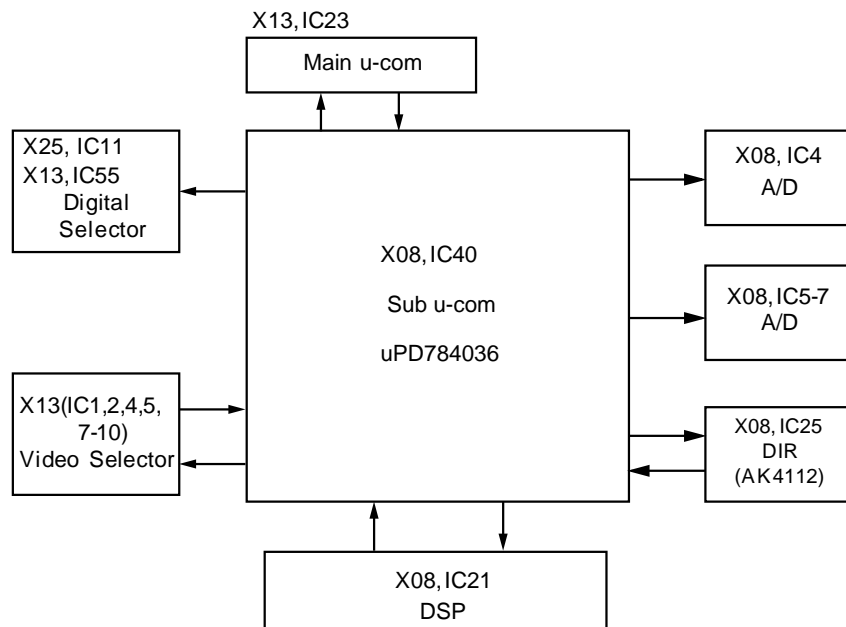 X13,IC23
Main u-com
X25, IC11
X13,IC55
Digital
Selector
X08,IC4
A/D
X08,IC40
Sub u-com
uPD784036
X08,IC5-7
A/D
X13(IC1,2,4,5,
7-10)
Video Selector
X08,IC25
DIR
(AK4112)
X08,IC21
DSP